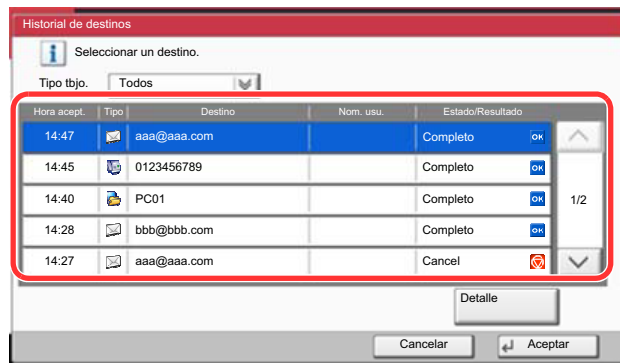 Historial de destinos
Seleccionar un destino.
Tipo tbjo. Todos
Hora acept. Tipo Destino Nom. usu. Estado/Resultado
14:47 aaa@aaa.com Completo OK
14:45 0123456789 Completo OK
14:40 PC01 Completo OK
1/2
14:28 bbb@bbb.com Completo OK
14:27 aaa@aaa.com Cancel
Detalle
Cancelar Aceptar